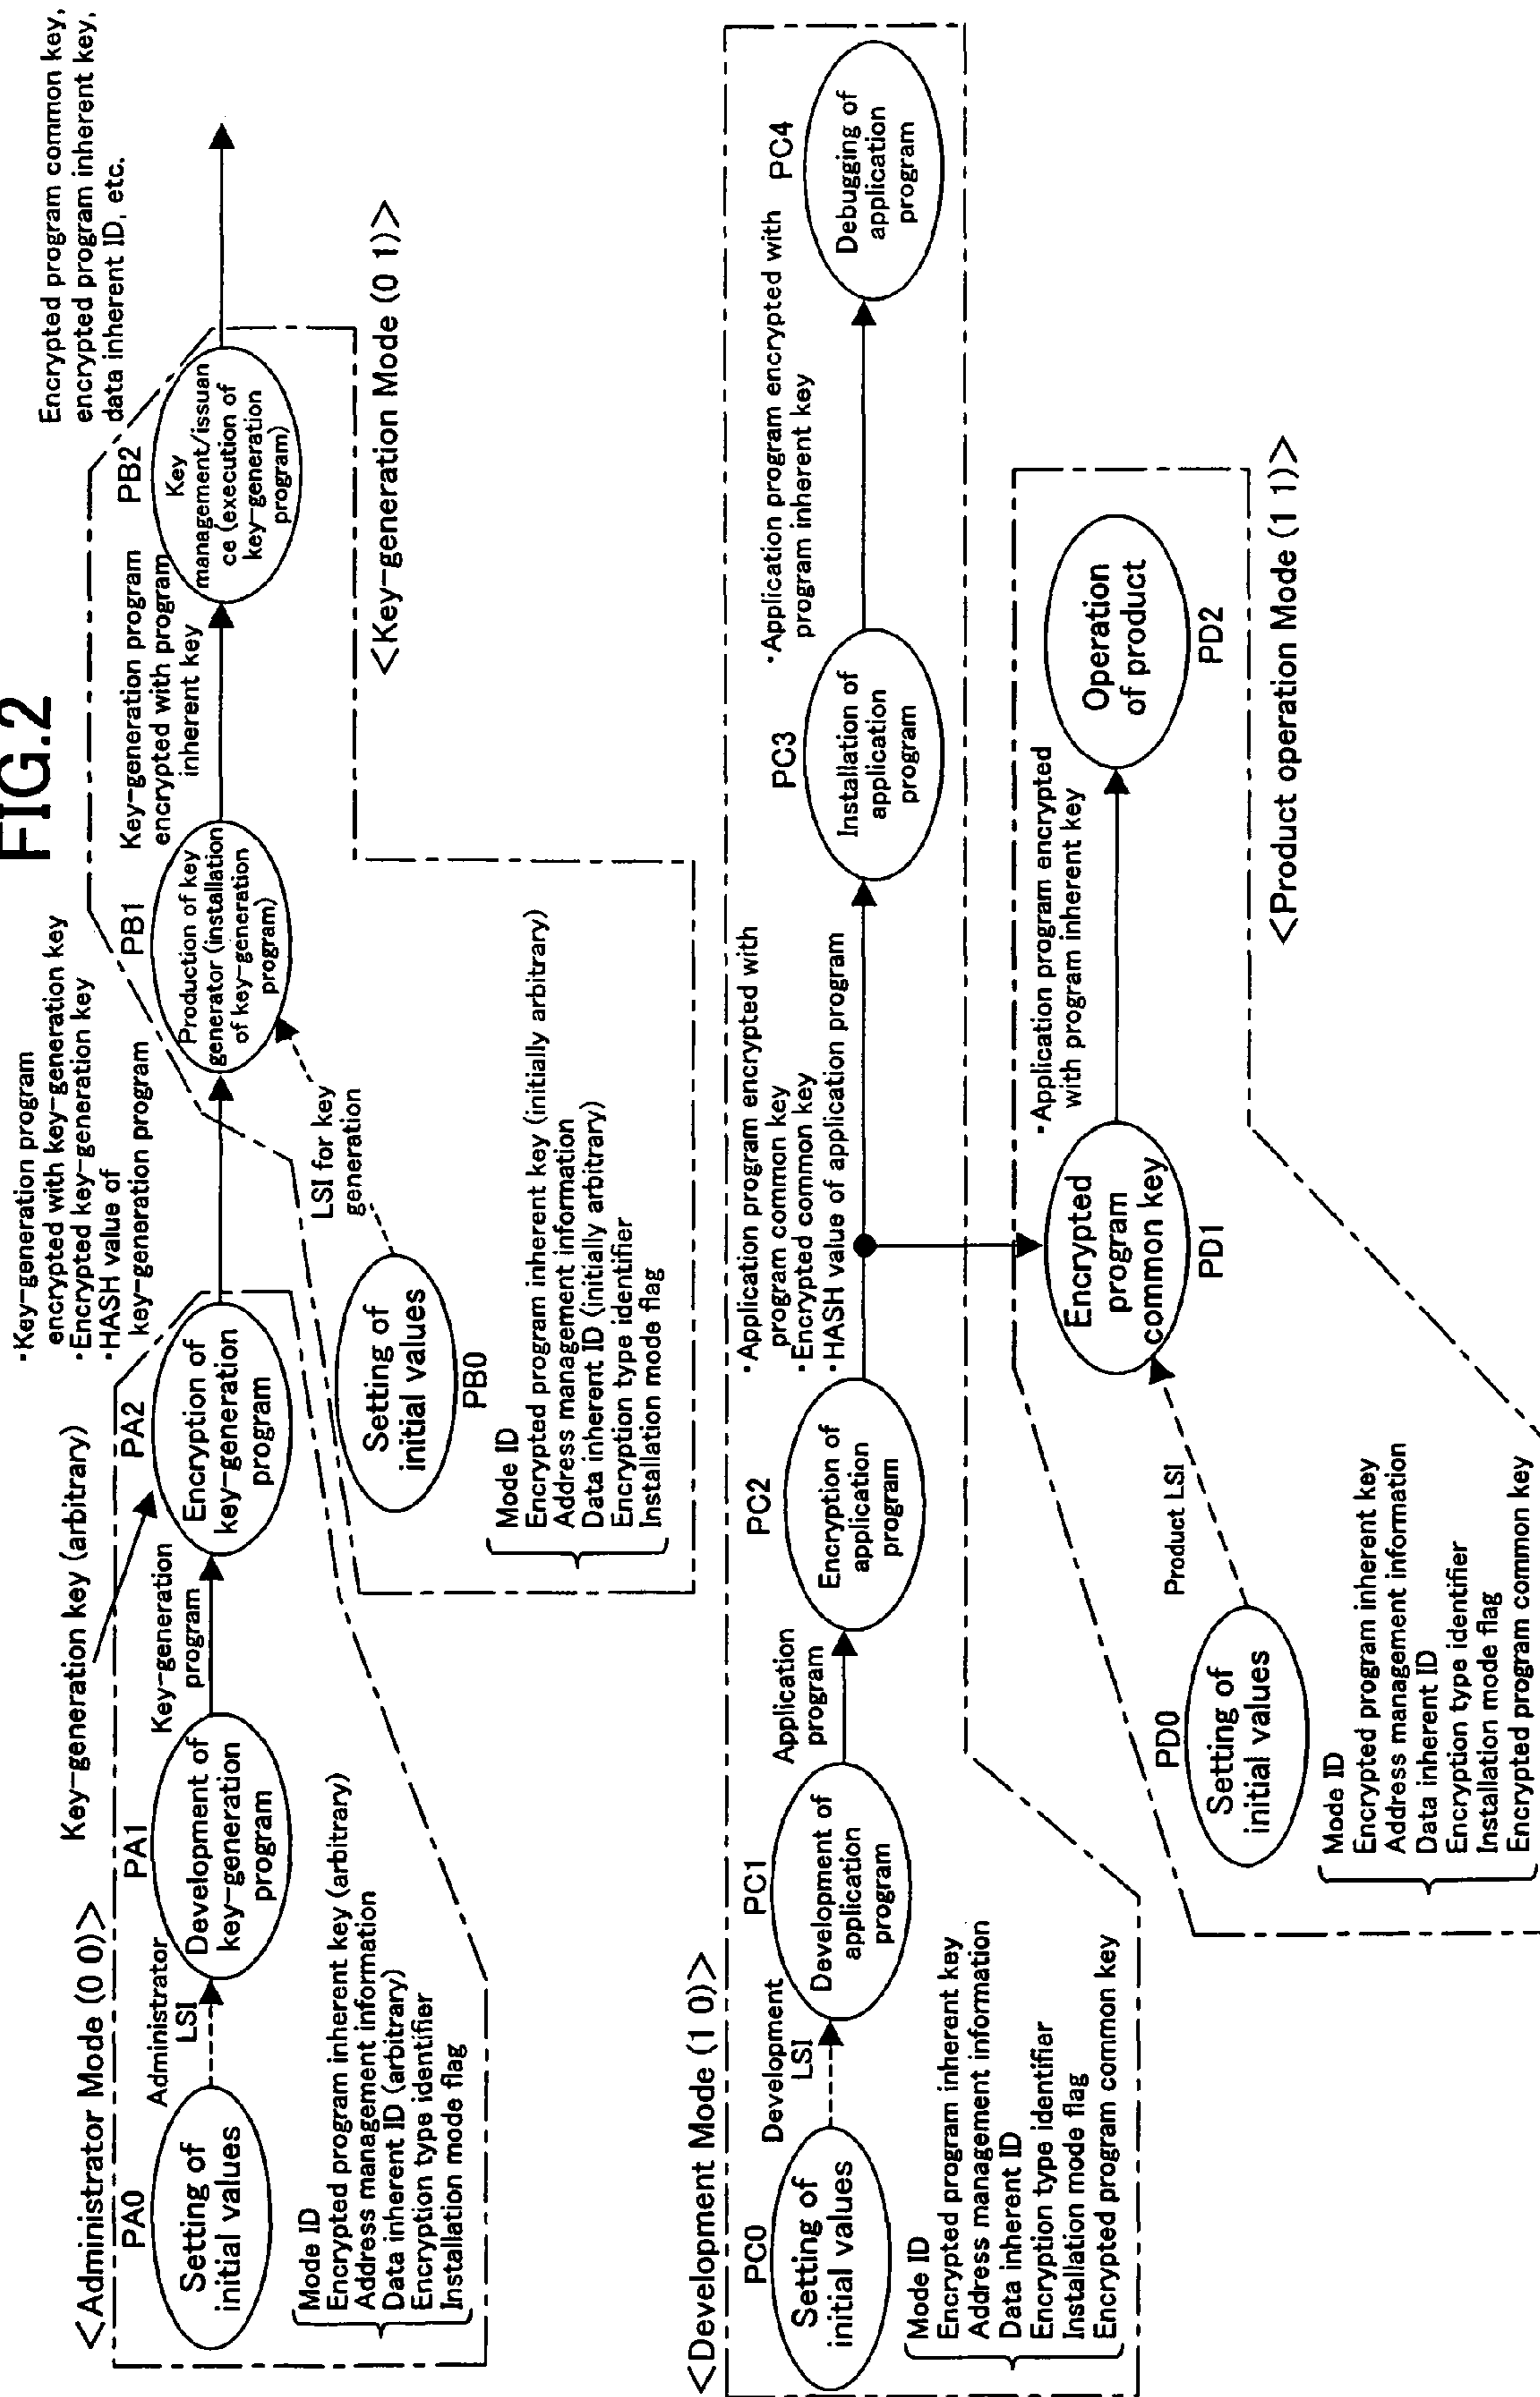 FIG.2
<Administrator Mode (0 0)>
PA0
Setting of
initial values
Administrator
LSI
Mode ID
Encrypted program inherent key (arbitrary)
Address management information
Data inherent ID (arbitrary)
Encryption type identifier
Installation mode flag
PA1
Development of
key-generation
program
Key-generation
program
Key-generation key (arbitrary)
PA2
Encryption of
key-generation
program
·Key-generation program
encrypted with key-generation key
·Encrypted key-generation key
·HASH value of
key-generation program
PB0
Setting of
initial values
LSI for key
generation
Mode ID
Encrypted program inherent key (initially arbitrary)
Address management information
Data inherent ID (initially arbitrary)
Encryption type identifier
Installation mode flag
PB1
Production of key
generator (installation
of key-generation
program)
Key-generation program
encrypted with program
inherent key
PB2
Key
management/issuan
ce (execution of
key-generation
program)
Encrypted program common key,
encrypted program inherent key,
data inherent ID, etc.
<Key-generation Mode (0 1)>
<Development Mode (1 0)>
PC0
Setting of
initial values
Development
LSI
Mode ID
Encrypted program inherent key
Address management information
Data inherent ID
Encryption type identifier
Installation mode flag
Encrypted program common key
PC1
Development of
application
program
Application
program
PC2
Encryption of
application
program
·Application program encrypted with
program common key
·Encrypted common key
·HASH value of application program
PC3
Installation of
application
program
·Application program encrypted with
program inherent key
PC4
Debugging of
application
program
PD0
Setting of
initial values
Product LSI
Mode ID
Encrypted program inherent key
Address management information
Data inherent ID
Encryption type identifier
Installation mode flag
Encrypted program common key
Encrypted
program
common key
PD1
·Application program encrypted
with program inherent key
Operation
of product
PD2
<Product operation Mode (1 1)>